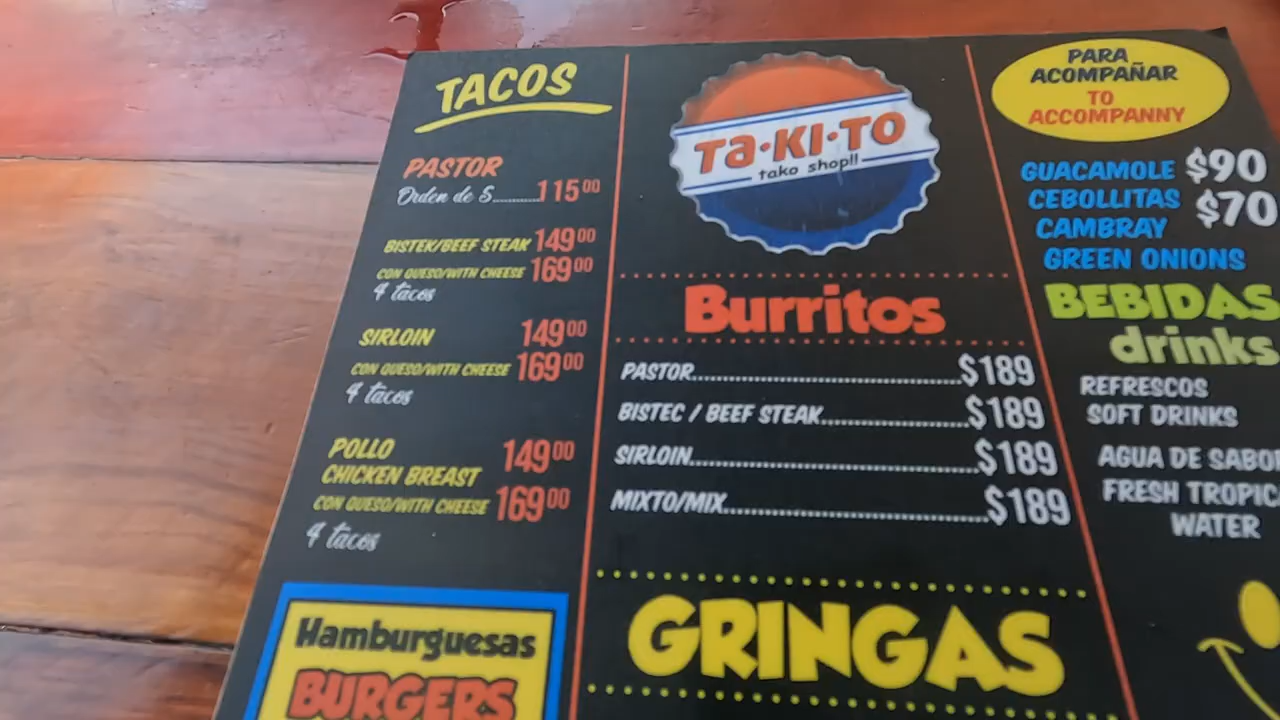 TACOS
PASTOR
Orden de 5..........115.00
BISTEK/BEEF STEAK 149.00
CON QUESO/WITH CHEESE 169.00
4 tacos
SIRLOIN 149.00
CON QUESO/WITH CHEESE 169.00
4 tacos
POLLO
CHICKEN BREAST 149.00
CON QUESO/WITH CHEESE 169.00
4 tacos
Hamburguesas
BURGERS
Ta·KI·TO
tako shop!!
Burritos
PASTOR..........$189
BISTEC / BEEF STEAK..........$189
SIRLOIN..........$189
MIXTO/MIX..........$189
GRINGAS
PARA
ACOMPAÑAR
TO
ACCOMPANNY
GUACAMOLE $90
CEBOLLITAS $70
CAMBRAY
GREEN ONIONS
BEBIDAS
drinks
REFRESCOS
SOFT DRINKS
AGUA DE SABO
FRESH TROPIC
WATER